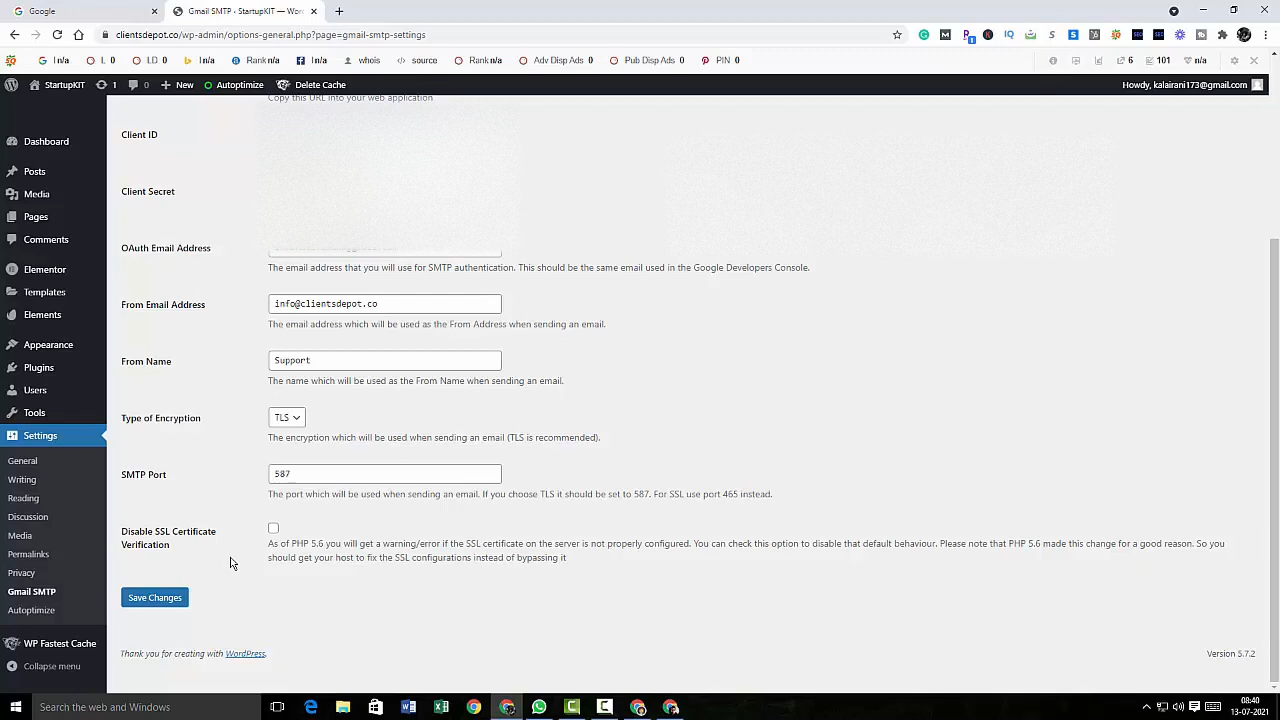 Google
Gmail SMTP ‹ StartupKIT — Wor
clientsdepot.co/wp-admin/options-general.php?page=gmail-smtp-settings
I n/a
L 0
LD 0
I n/a
Rank n/a
I n/a
whois
source
Rank n/a
Adv Disp Ads 0
Pub Disp Ads 0
PIN 0
6
101
n/a
StartupKIT
1
0
New
Autoptimize
Delete Cache
Howdy, kalairani173@gmail.com
Copy this URL into your web application
Dashboard
Posts
Media
Pages
Comments
Elementor
Templates
Elements
Appearance
Plugins
Users
Tools
Settings
General
Writing
Reading
Discussion
Media
Permalinks
Privacy
Gmail SMTP
Autoptimize
WP Fastest Cache
Collapse menu
Client ID
Client Secret
OAuth Email Address
The email address that you will use for SMTP authentication. This should be the same email used in the Google Developers Console.
From Email Address
info@clientsdepot.co
The email address which will be used as the From Address when sending an email.
From Name
Support
The name which will be used as the From Name when sending an email.
Type of Encryption
TLS
The encryption which will be used when sending an email (TLS is recommended).
SMTP Port
587
The port which will be used when sending an email. If you choose TLS it should be set to 587. For SSL use port 465 instead.
Disable SSL Certificate
Verification
As of PHP 5.6 you will get a warning/error if the SSL certificate on the server is not properly configured. You can check this option to disable that default behaviour. Please note that PHP 5.6 made this change for a good reason. So you
should get your host to fix the SSL configurations instead of bypassing it
Save Changes
Thank you for creating with WordPress.
Version 5.7.2
Search the web and Windows
08:40
13-07-2021